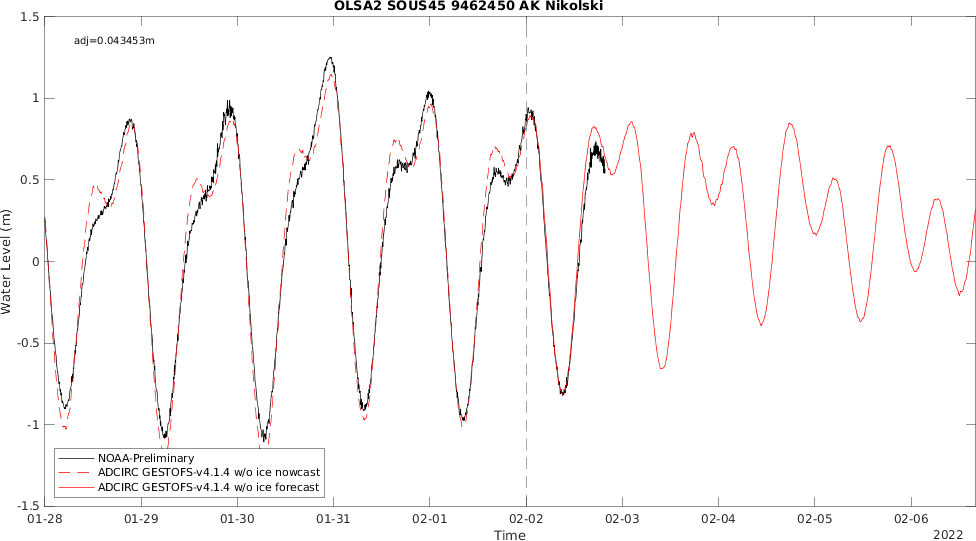 OLSA2 SOUS45 9462450 AK Nikolski
adj=0.043453m
1.5
1
0.5
0
-0.5
-1
-1.5
Water Level (m)
NOAA-Preliminary
ADCIRC GESTOFS-v4.1.4 w/o ice nowcast
ADCIRC GESTOFS-v4.1.4 w/o ice forecast
01-28 01-29 01-30 01-31 02-01 02-02 02-03 02-04 02-05 02-06
Time
2022